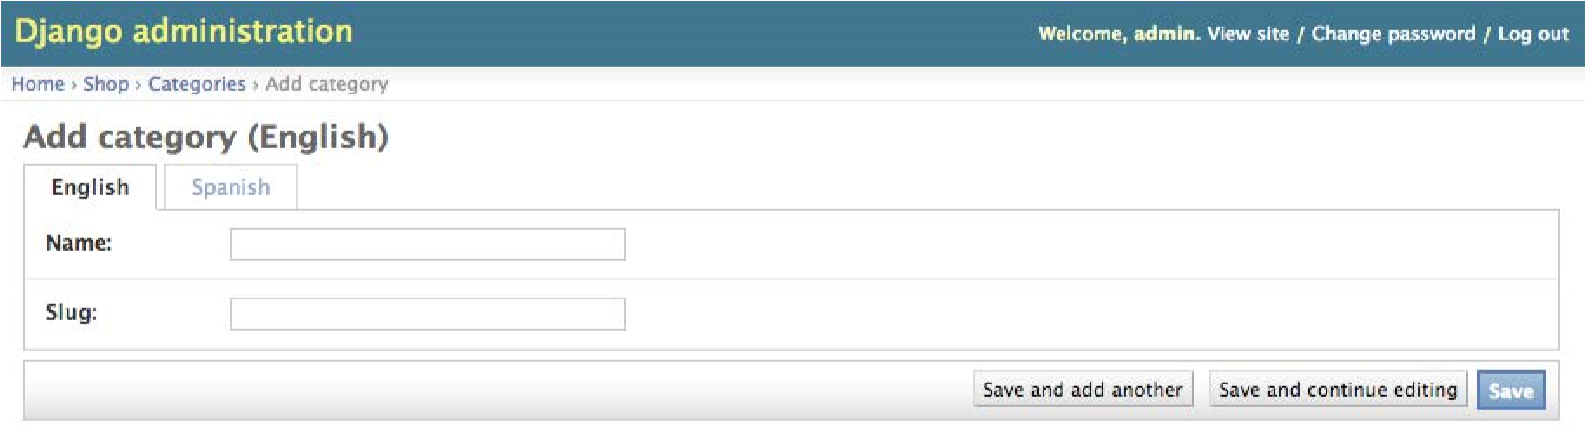 Django administration
Welcome, admin. View site / Change password / Log out
Home › Shop › Categories › Add category
Add category (English)
English Spanish
Name:
Slug:
Save and add another Save and continue editing Save